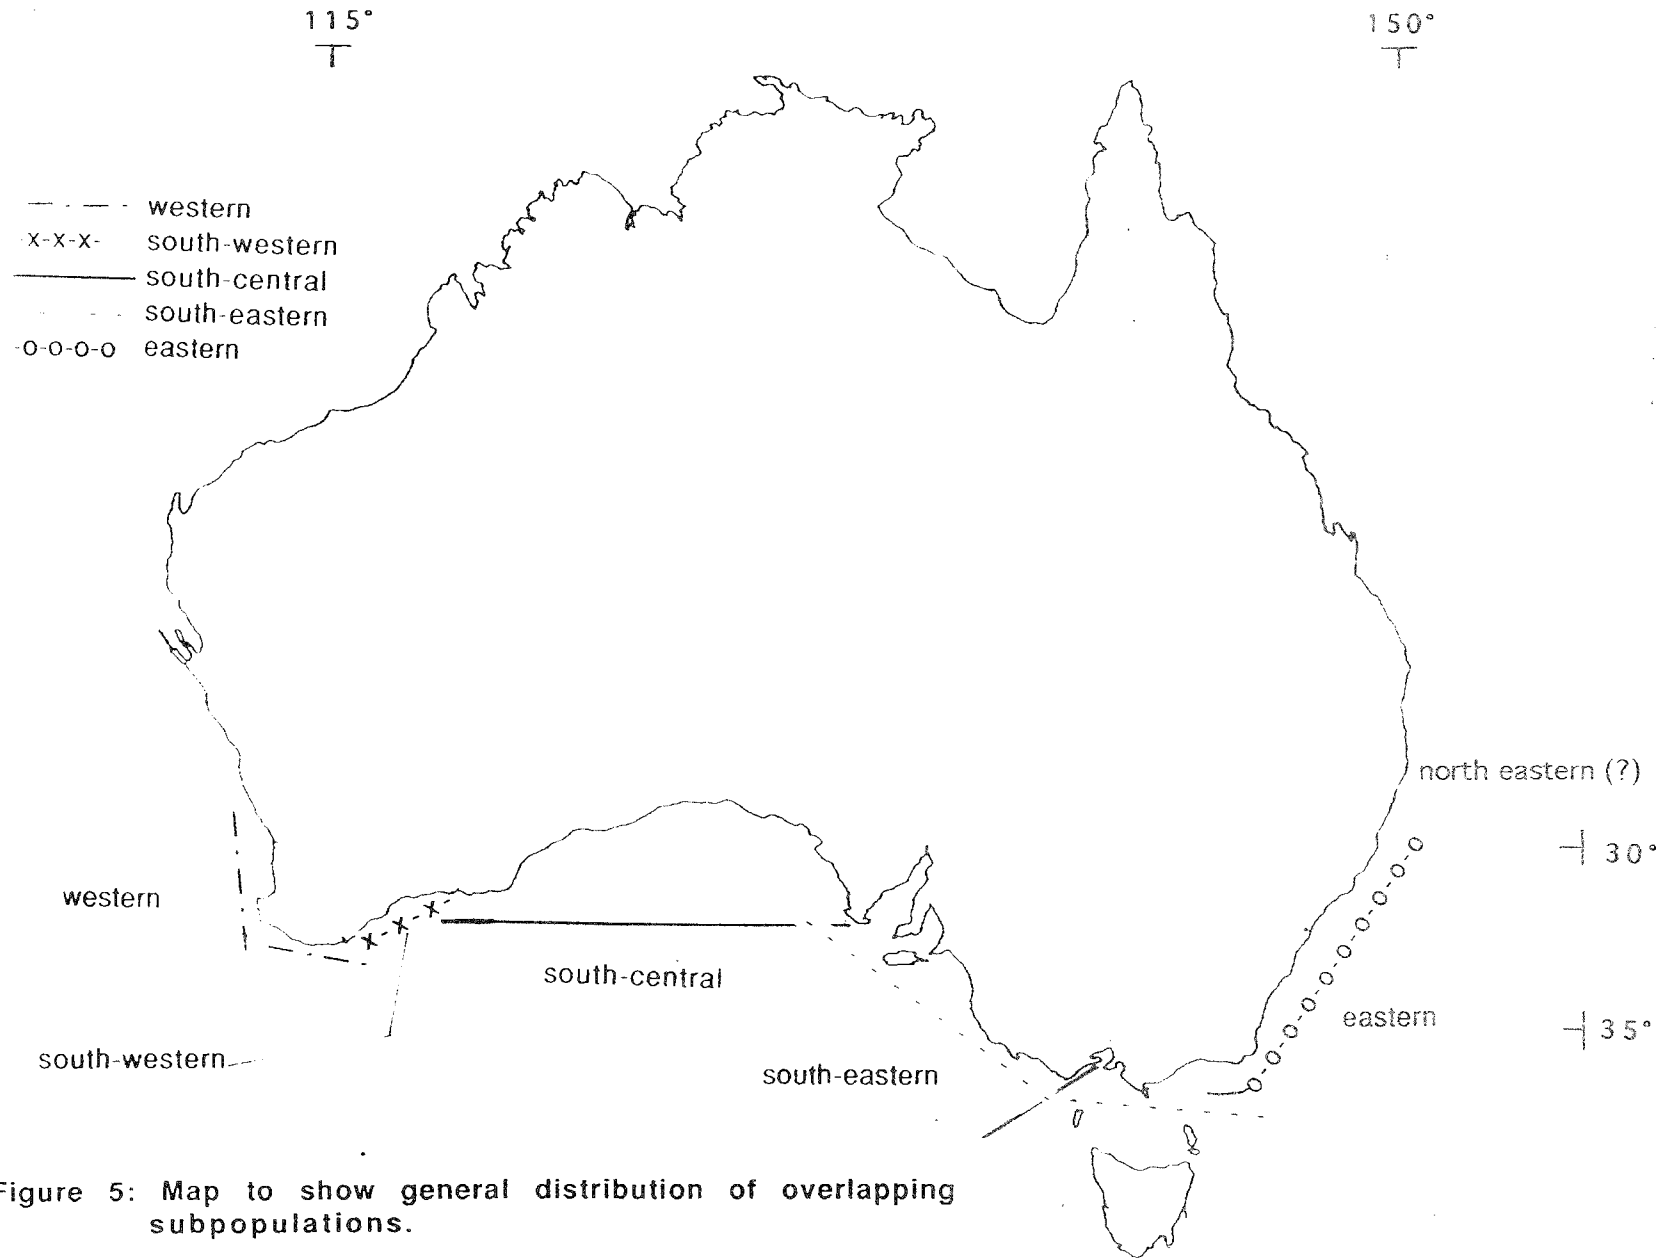 115°
150°
western
x-x-x- south-western
south-central
south-eastern
-o-o-o-o eastern
north eastern (?)
30°
western
south-central
eastern
35°
south-western
south-eastern
Figure 5: Map to show general distribution of overlapping
subpopulations.